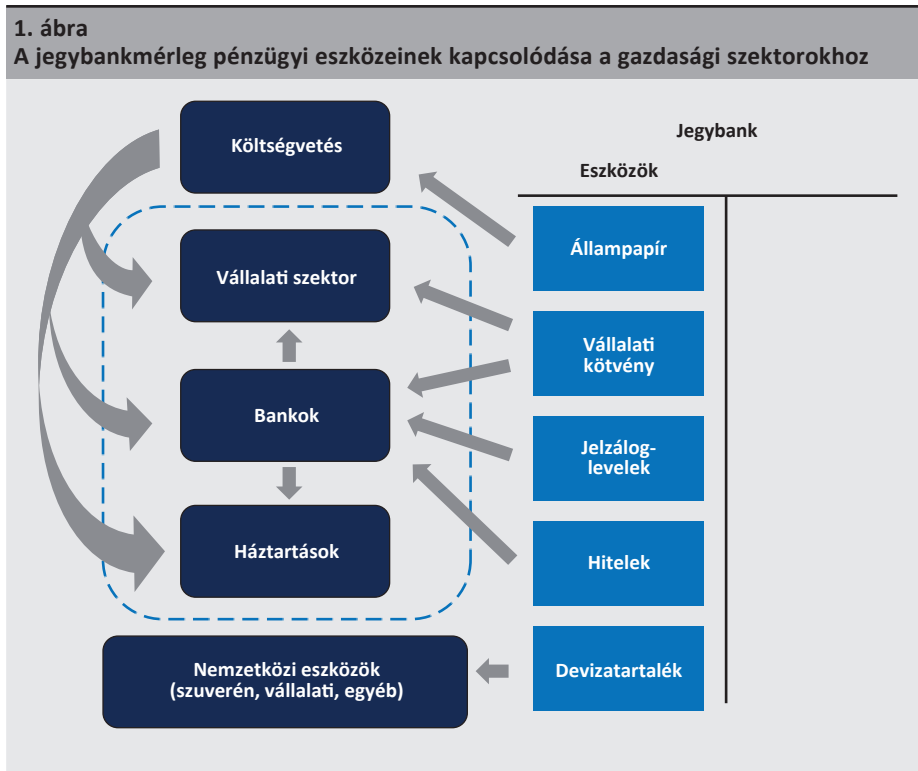 1. ábra
A jegybankmérleg pénzügyi eszközeinek kapcsolódása a gazdasági szektorokhoz
Jegybank
Eszközök
Költségvetés
Vállalati szektor
Bankok
Háztartások
Nemzetközi eszközök
(szuverén, vállalati, egyéb)
Állampapír
Vállalati
kötvény
Jelzálog-
levelek
Hitelek
Devizatartalék